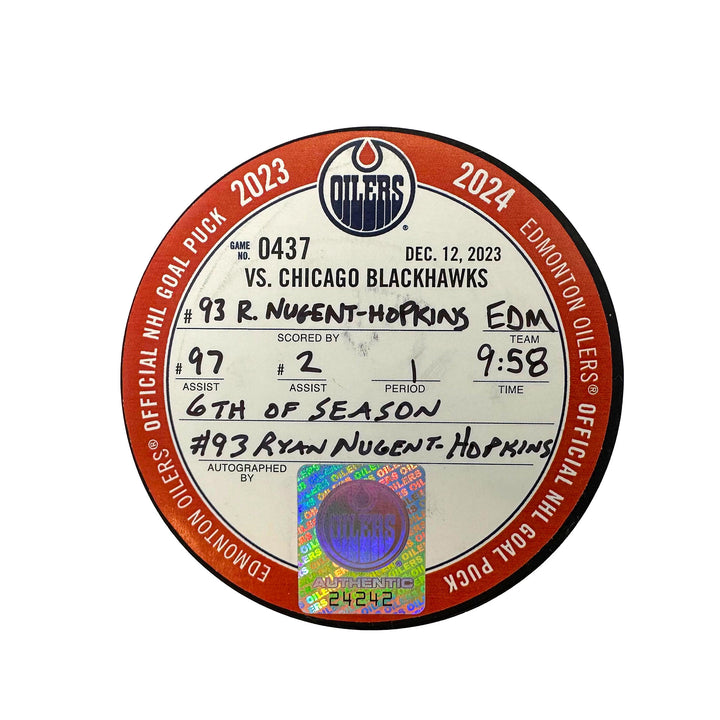 OFFICIAL NHL GOAL PUCK 2023
2024 EDMONTON OILERS® OFFICIAL NHL GOAL PUCK
EDMONTON OILERS®
OILERS ®
GAME NO. 0437 DEC. 12, 2023
VS. CHICAGO BLACKHAWKS
# 93 R. NUGENT-HOPKINS EDM
SCORED BY TEAM
# 97 # 2 1 9:58
ASSIST ASSIST PERIOD TIME
6TH OF SEASON
#93 RYAN NUGENT-HOPKINS
AUTOGRAPHED BY
OILERS
AUTHENTIC
24242